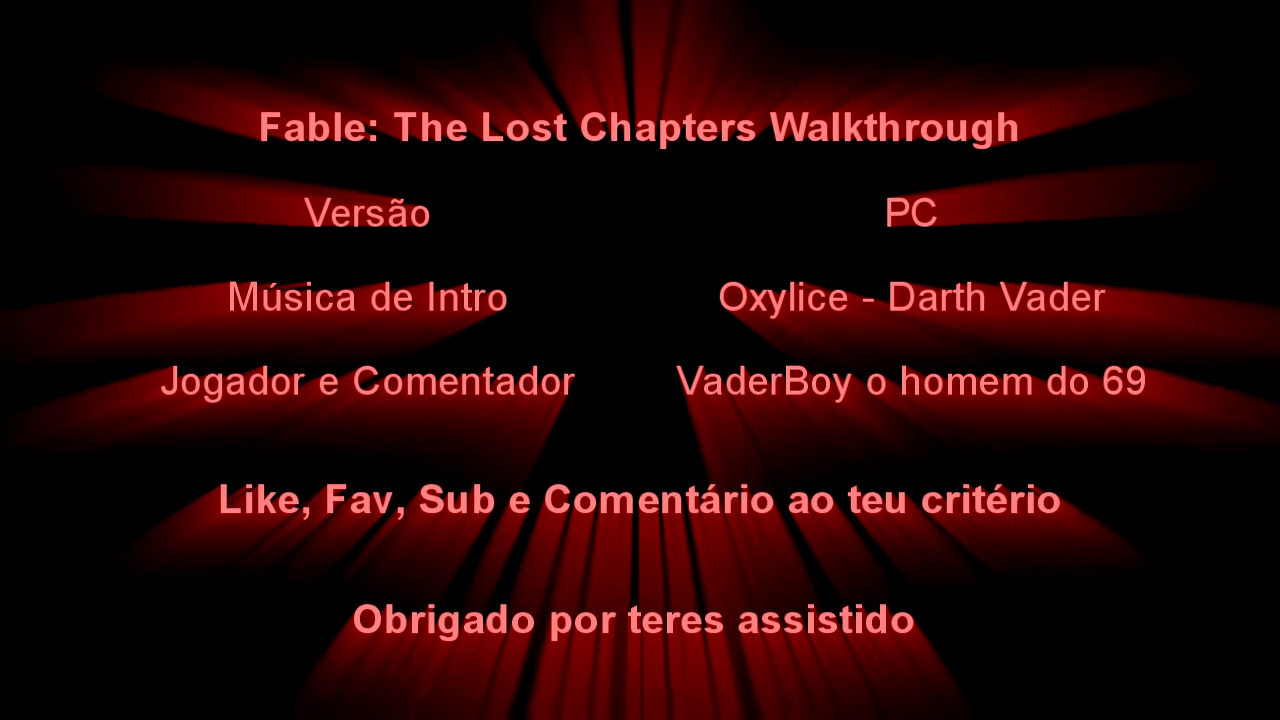 Fable: The Lost Chapters Walkthrough
Versão PC
Música de Intro Oxylice - Darth Vader
Jogador e Comentador VaderBoy o homem do 69
Like, Fav, Sub e Comentário ao teu critério
Obrigado por teres assistido